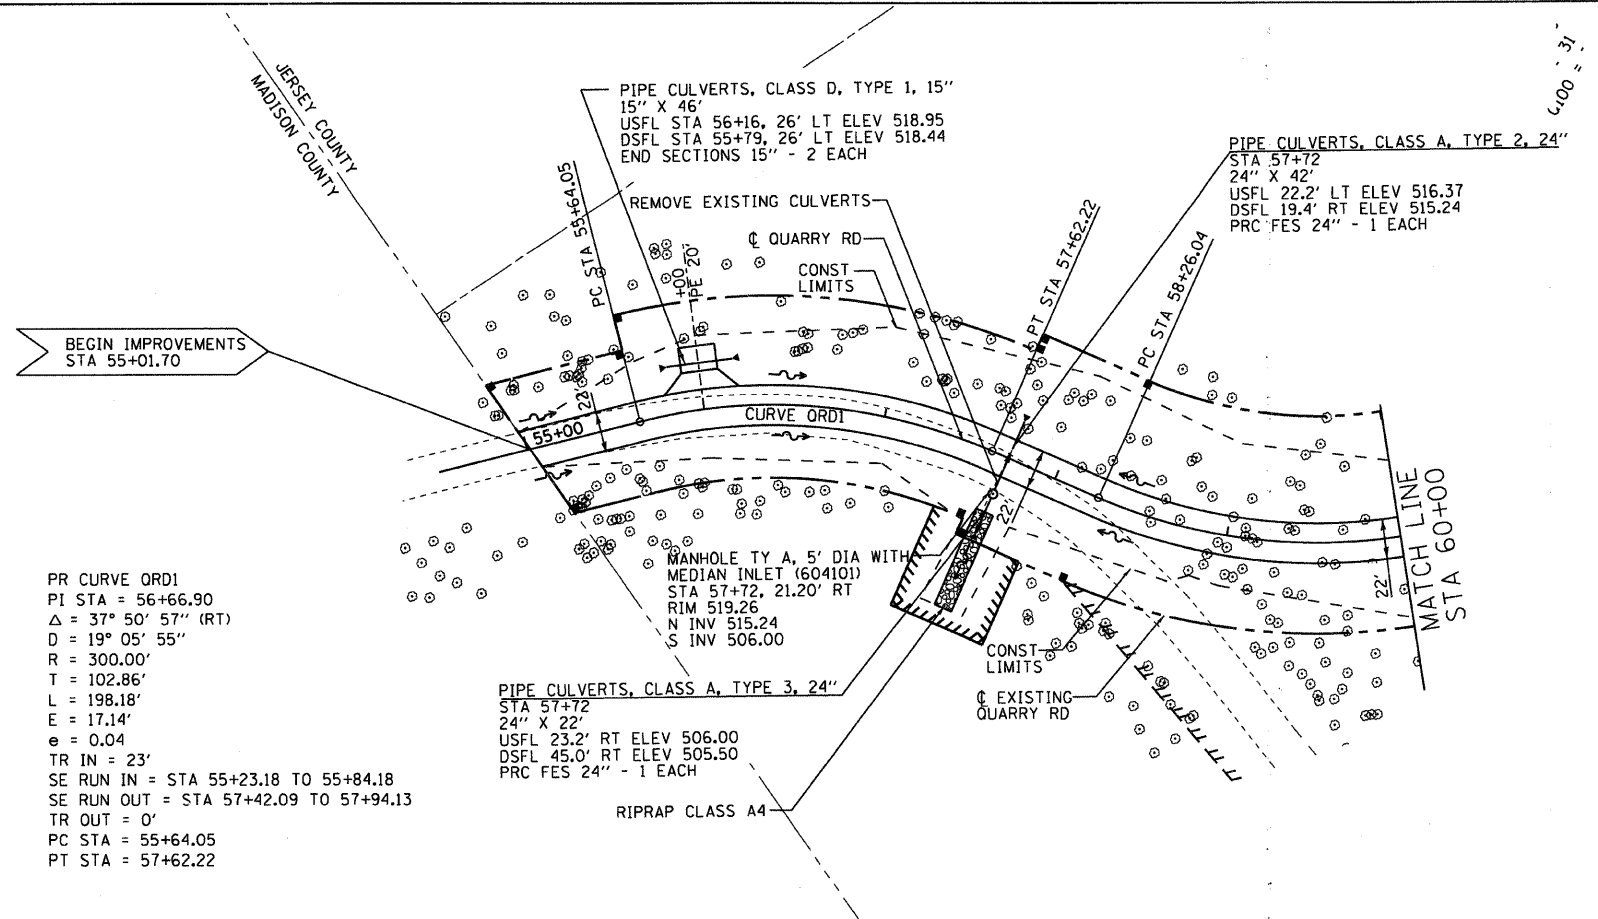 JERSEY COUNTY
MADISON COUNTY
PIPE CULVERTS, CLASS D, TYPE 1, 15"
15" X 46'
USFL STA 56+16, 26' LT ELEV 518.95
DSFL STA 55+79, 26' LT ELEV 518.44
END SECTIONS 15" - 2 EACH
PIPE CULVERTS, CLASS A, TYPE 2, 24"
STA 57+72
24" X 42'
USFL 22.2' LT ELEV 516.37
DSFL 19.4' RT ELEV 515.24
PRC FES 24" - 1 EACH
REMOVE EXISTING CULVERTS
℄ QUARRY RD
CONST
LIMITS
PC STA 55+64.05
+00
PE 20'
PT STA 57+62.22
PC STA 58+26.04
BEGIN IMPROVEMENTS
STA 55+01.70
55+00
22'
CURVE QRD1
22'
22'
MATCH LINE
STA 60+00
MANHOLE TY A, 5' DIA WITH
MEDIAN INLET (604101)
STA 57+72, 21.20' RT
RIM 519.26
N INV 515.24
S INV 506.00
CONST
LIMITS
℄ EXISTING
QUARRY RD
PIPE CULVERTS, CLASS A, TYPE 3, 24"
STA 57+72
24" X 22'
USFL 23.2' RT ELEV 506.00
DSFL 45.0' RT ELEV 505.50
PRC FES 24" - 1 EACH
RIPRAP CLASS A4
PR CURVE QRD1
PI STA = 56+66.90
Δ = 37° 50' 57" (RT)
D = 19° 05' 55"
R = 300.00'
T = 102.86'
L = 198.18'
E = 17.14'
e = 0.04
TR IN = 23'
SE RUN IN = STA 55+23.18 TO 55+84.18
SE RUN OUT = STA 57+42.09 TO 57+94.13
TR OUT = 0'
PC STA = 55+64.05
PT STA = 57+62.22